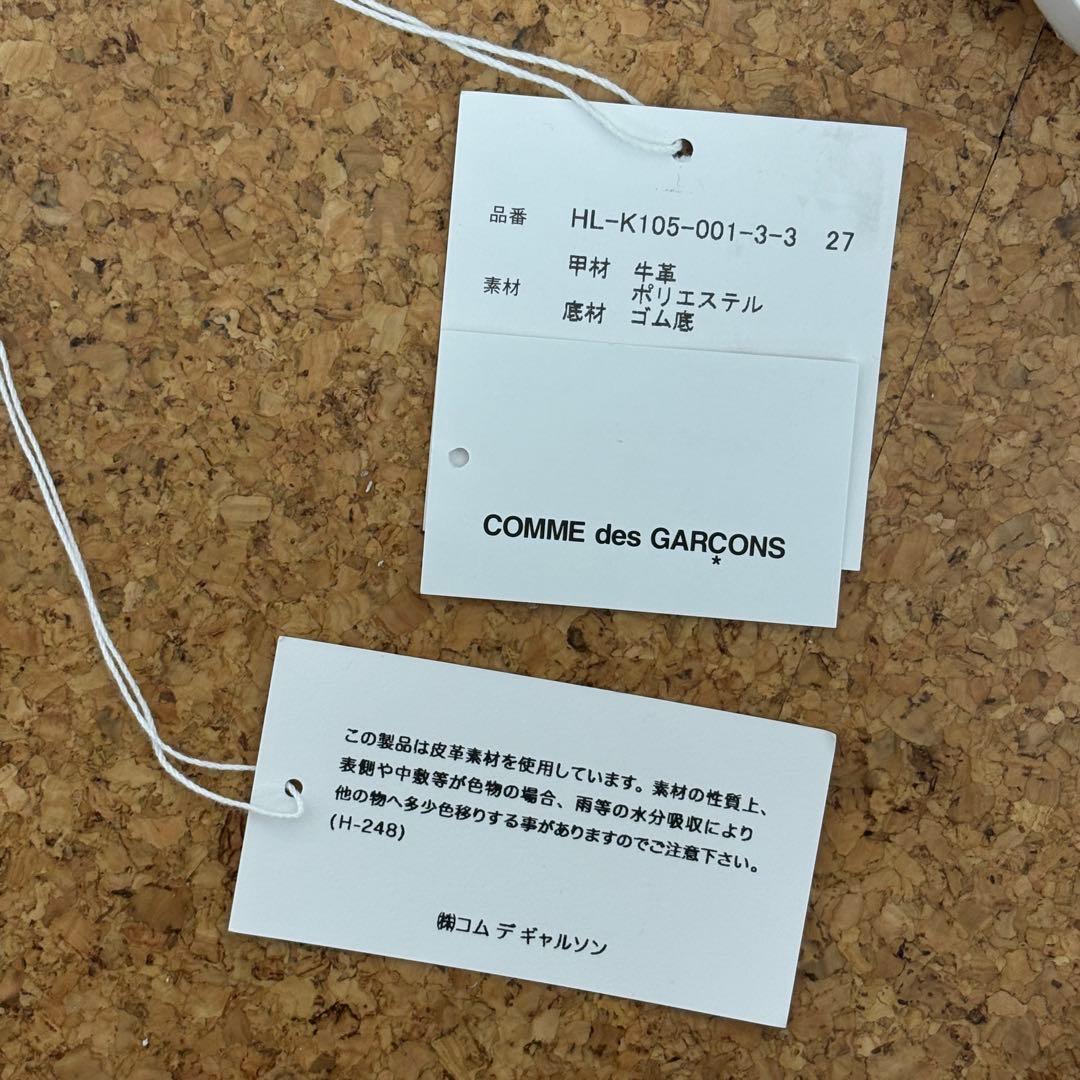 品番 HL-K105-001-3-3 27
素材 甲材 牛革
ポリエステル
底材 ゴム底
COMME des GARÇONS
*
この製品は皮革素材を使用しています。素材の性質上、
表側や中敷等が色物の場合、雨等の水分吸収により
他の物へ多少色移りする事がありますのでご注意下さい。
(H-248)
㈱コム デ ギャルソン